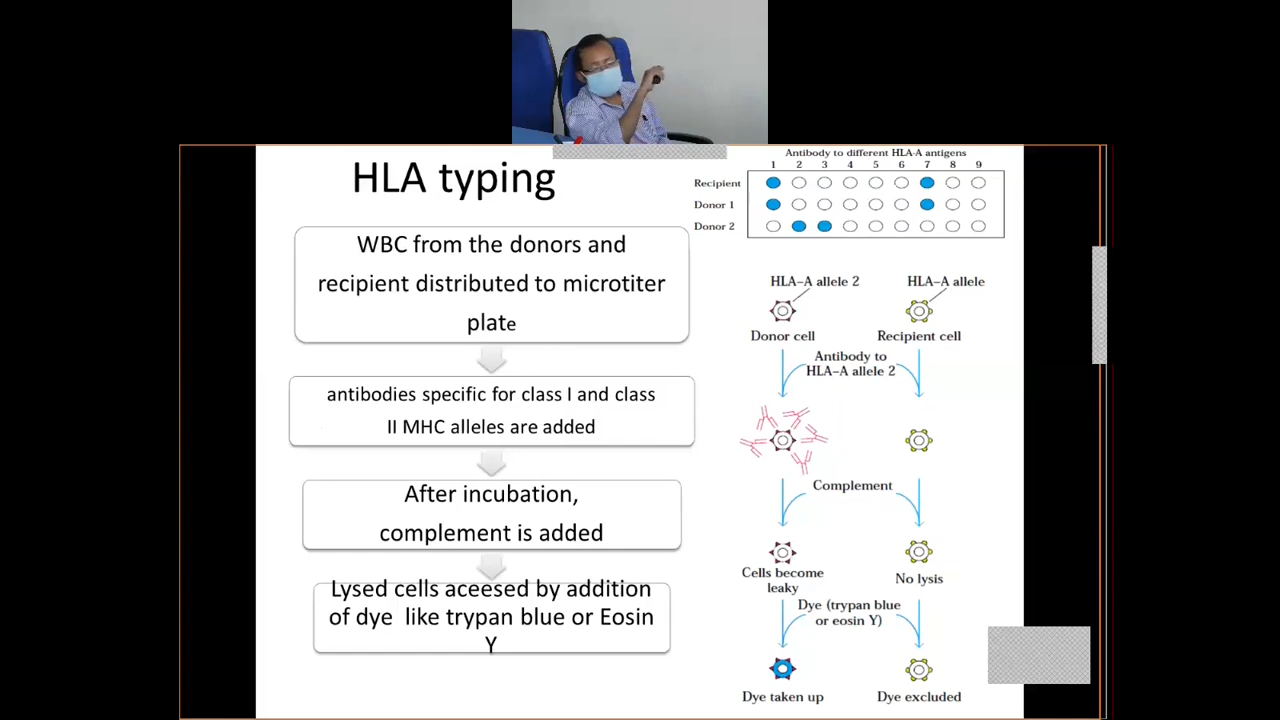 HLA typing
WBC from the donors and
recipient distributed to microtiter
plate
antibodies specific for class I and class
II MHC alleles are added
After incubation,
complement is added
Lysed cells aceesed by addition
of dye like trypan blue or Eosin
Y
Antibody to different HLA-A antigens
1 2 3 4 5 6 7 8 9
Recipient
Donor 1
Donor 2
HLA–A allele 2 HLA–A allele
Donor cell Recipient cell
Antibody to
HLA–A allele 2
Complement
Cells become
leaky
No lysis
Dye (trypan blue
or eosin Y)
Dye taken up Dye excluded